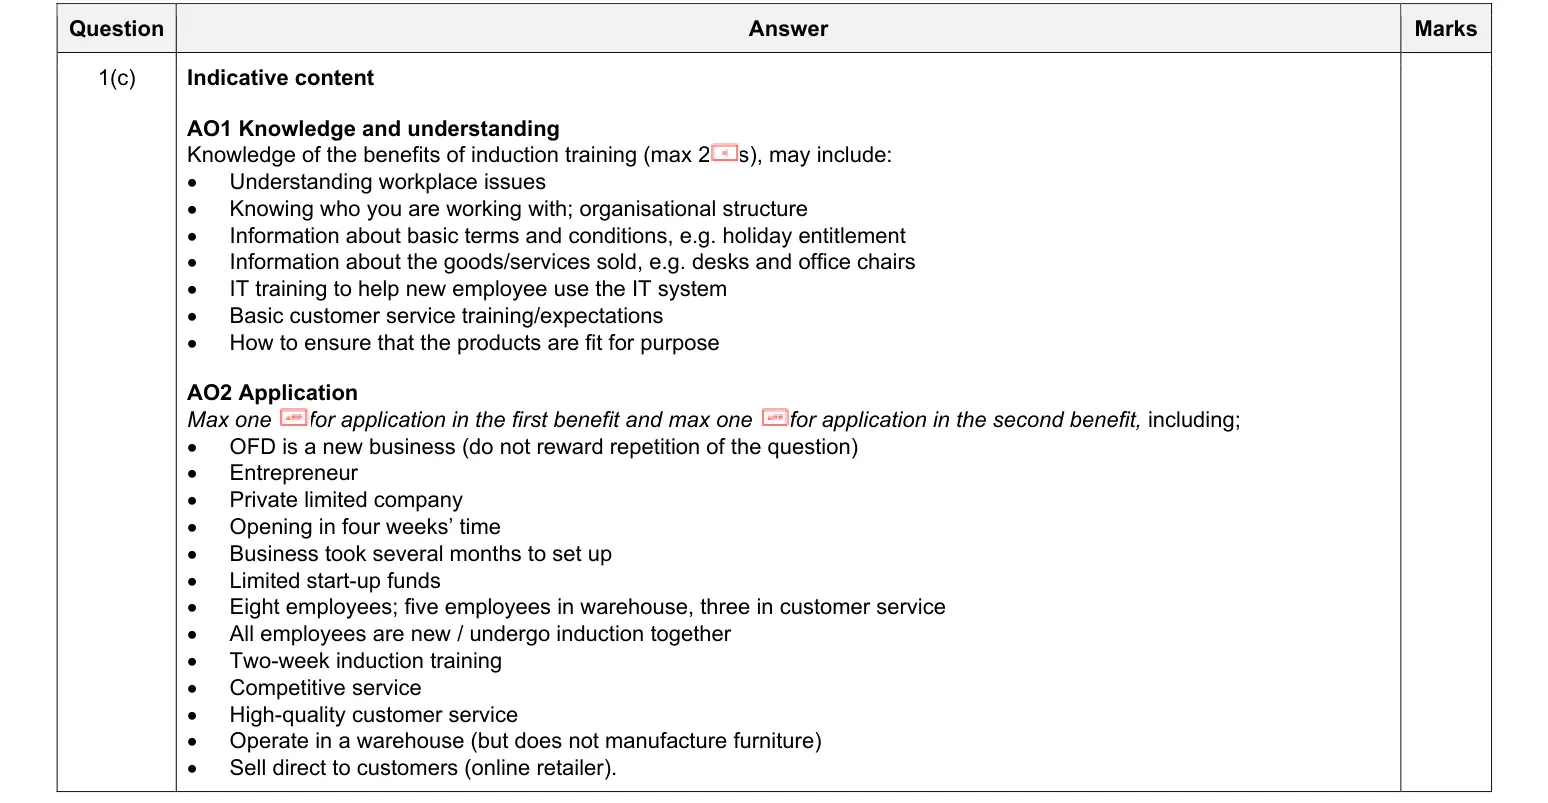 Question Answer Marks
1(c) Indicative content
AO1 Knowledge and understanding
Knowledge of the benefits of induction training (max 2 s), may include:
• Understanding workplace issues
• Knowing who you are working with; organisational structure
• Information about basic terms and conditions, e.g. holiday entitlement
• Information about the goods/services sold, e.g. desks and office chairs
• IT training to help new employee use the IT system
• Basic customer service training/expectations
• How to ensure that the products are fit for purpose
AO2 Application
Max one for application in the first benefit and max one for application in the second benefit, including;
• OFD is a new business (do not reward repetition of the question)
• Entrepreneur
• Private limited company
• Opening in four weeks’ time
• Business took several months to set up
• Limited start-up funds
• Eight employees; five employees in warehouse, three in customer service
• All employees are new / undergo induction together
• Two-week induction training
• Competitive service
• High-quality customer service
• Operate in a warehouse (but does not manufacture furniture)
• Sell direct to customers (online retailer).